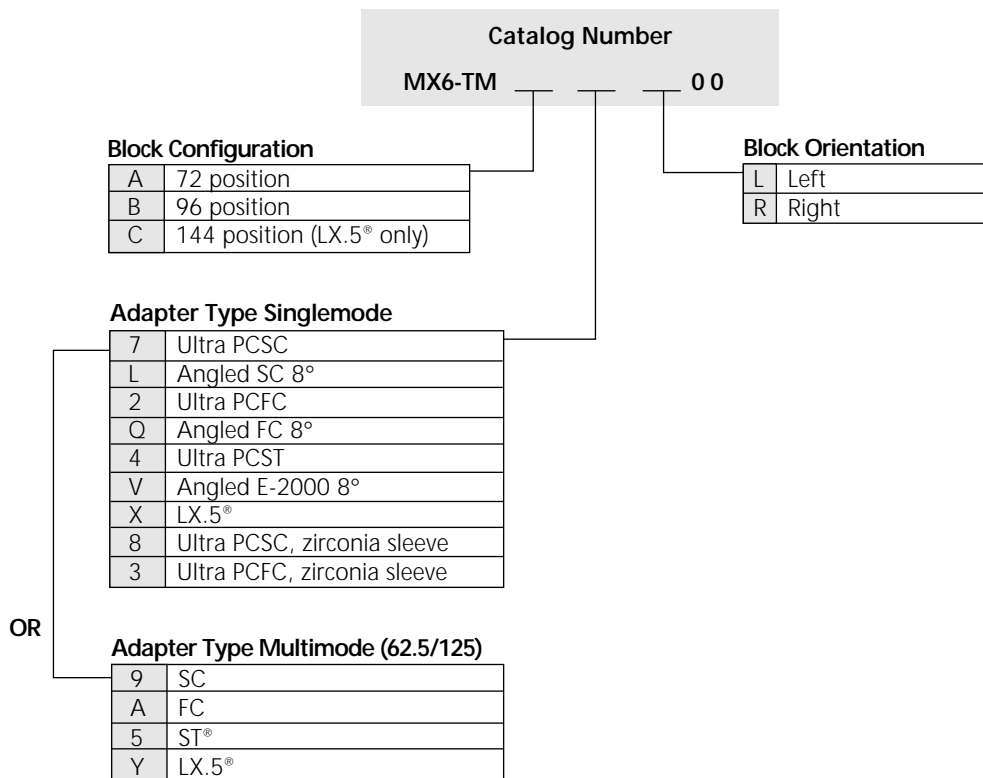 Catalog Number
MX6-TM __ __ __ 0 0
Block Configuration
A 72 position
B 96 position
C 144 position (LX.5® only)
Block Orientation
L Left
R Right
Adapter Type Singlemode
7 Ultra PCSC
L Angled SC 8°
2 Ultra PCFC
Q Angled FC 8°
4 Ultra PCST
V Angled E-2000 8°
X LX.5®
8 Ultra PCSC, zirconia sleeve
3 Ultra PCFC, zirconia sleeve
OR
Adapter Type Multimode (62.5/125)
9 SC
A FC
5 ST®
Y LX.5®